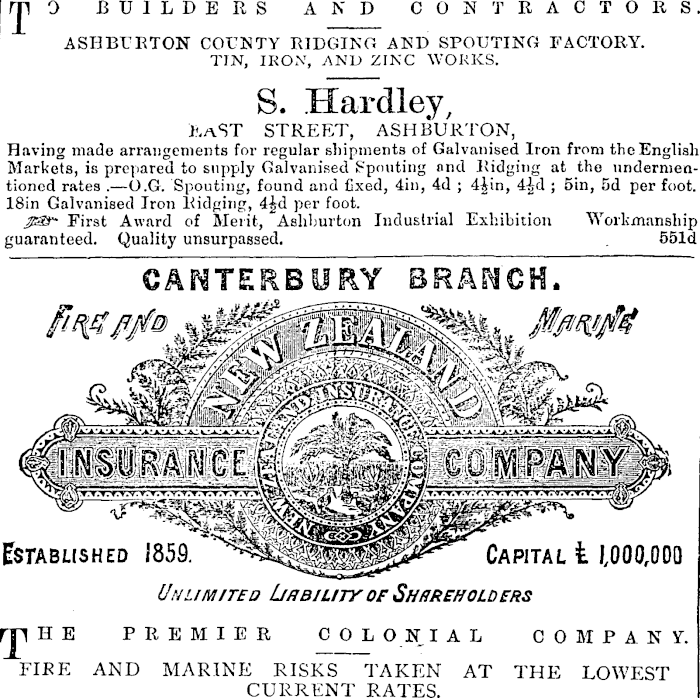 TO BUILDERS AND CONTRACTORS.
ASHBURTON COUNTY RIDGING AND SPOUTING FACTORY.
TIN, IRON, AND ZINC WORKS.
S. Hardley,
EAST STREET, ASHBURTON,
Having made arrangements for regular shipments of Galvanised Iron from the English
Markets, is prepared to supply Galvanised Spouting and Ridging at the undermen-
tioned rates .—O.G. Spouting, found and fixed, 4in, 4d ; 4½in, 4½d ; 5in, 5d per foot.
18in Galvanised Iron Ridging, 4½d per foot.
First Award of Merit, Ashburton Industrial Exhibition Workmanship
guaranteed. Quality unsurpassed. 551d
CANTERBURY BRANCH.
FIRE AND MARINE
NEW ZEALAND
NEW ZEALAND INSURANCE COMPANY
INSURANCE COMPANY
ESTABLISHED 1859. CAPITAL £ 1,000,000
UNLIMITED LIABILITY OF SHAREHOLDERS
THE PREMIER COLONIAL COMPANY.
FIRE AND MARINE RISKS TAKEN AT THE LOWEST
CURRENT RATES.